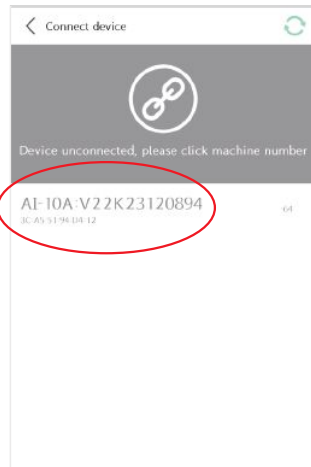 Connect device
Device unconnected, please click machine number
AI-10A:V22K23120894
64
3C:A5:51:94:D4:12